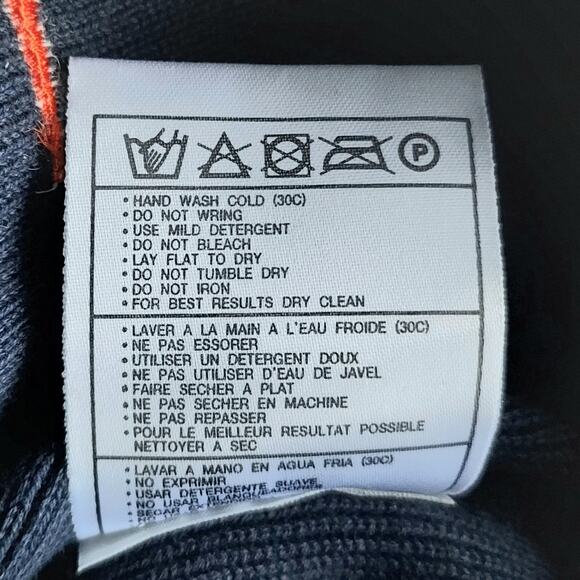 P
• HAND WASH COLD (30C)
• DO NOT WRING
• USE MILD DETERGENT
• DO NOT BLEACH
• LAY FLAT TO DRY
• DO NOT TUMBLE DRY
• DO NOT IRON
• FOR BEST RESULTS DRY CLEAN
• LAVER A LA MAIN A L'EAU FROIDE (30C)
• NE PAS ESSORER
• UTILISER UN DETERGENT DOUX
• NE PAS UTILISER D'EAU DE JAVEL
• FAIRE SECHER A PLAT
• NE PAS SECHER EN MACHINE
• NE PAS REPASSER
• POUR LE MEILLEUR RESULTAT POSSIBLE
NETTOYER A SEC
• LAVAR A MANO EN AGUA FRIA (30C)
• NO EXPRIMIR
• USAR DETERGENTE SUAVE
• NO USAR BLANQUEADORES
• SECAR